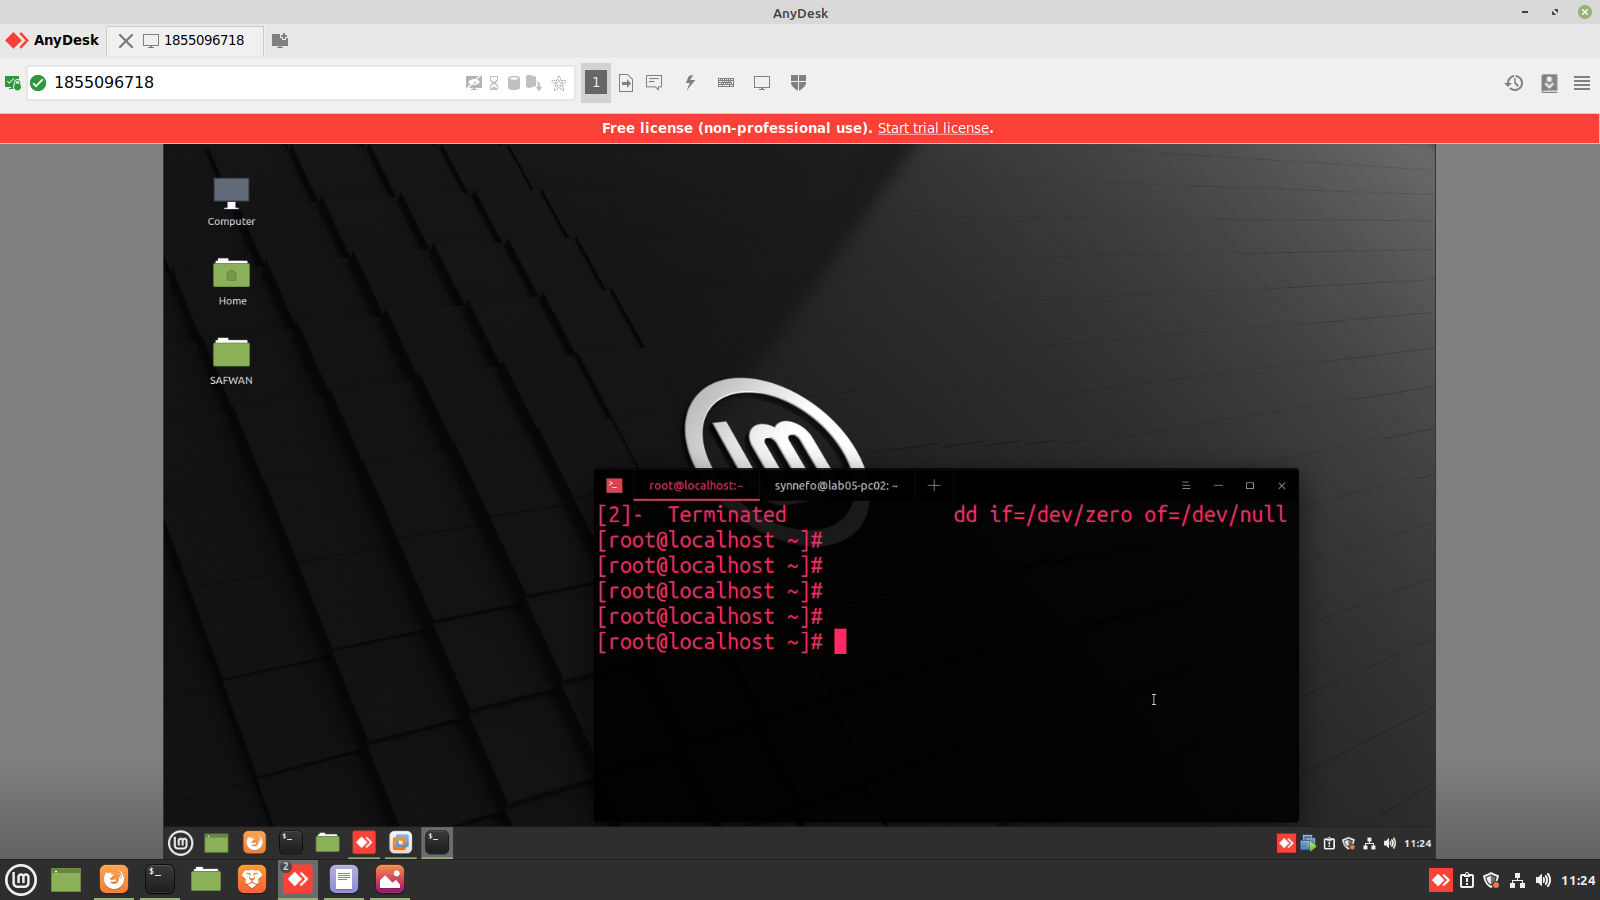 AnyDesk
AnyDesk
1855096718
1855096718
1
Free license (non-professional use). Start trial license.
Computer
Home
SAFWAN
root@localhost:~
synnefo@lab05-pc02: ~
[2]-  Terminated              dd if=/dev/zero of=/dev/null
[root@localhost ~]#
[root@localhost ~]#
[root@localhost ~]#
[root@localhost ~]#
[root@localhost ~]#
11:24
2
11:24